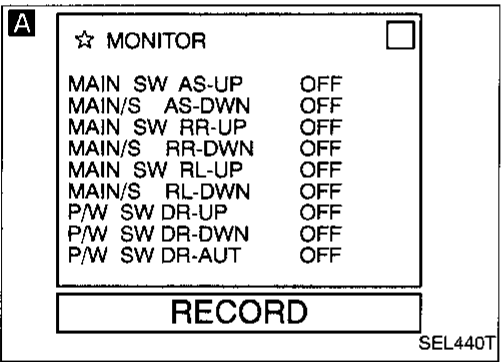 A
☆ MONITOR
MAIN SW AS-UP OFF
MAIN/S AS-DWN OFF
MAIN SW RR-UP OFF
MAIN/S RR-DWN OFF
MAIN SW RL-UP OFF
MAIN/S RL-DWN OFF
P/W SW DR-UP OFF
P/W SW DR-DWN OFF
P/W SW DR-AUT OFF
RECORD
SEL440T